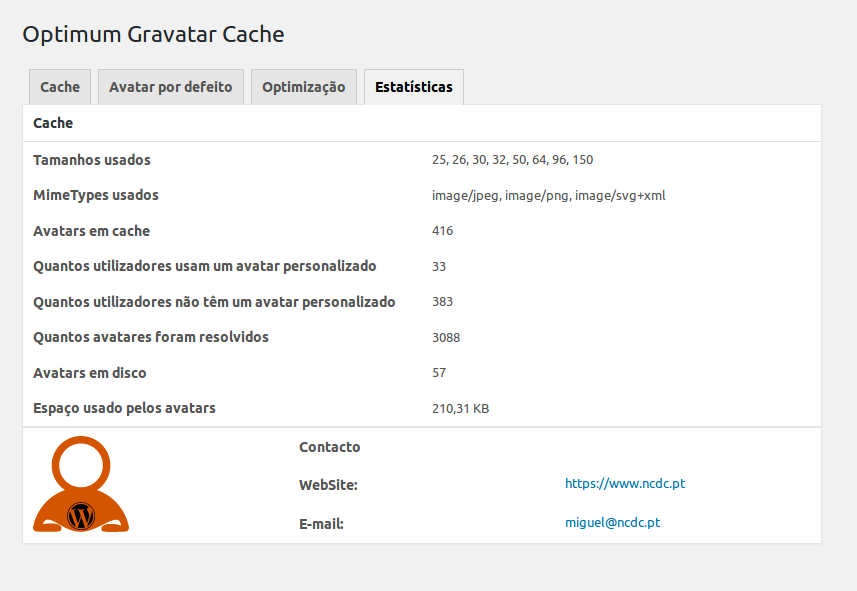 Optimum Gravatar Cache
Cache Avatar por defeito Optimização Estatísticas
Cache
Tamanhos usados 25, 26, 30, 32, 50, 64, 96, 150
MimeTypes usados image/jpeg, image/png, image/svg+xml
Avatars em cache 416
Quantos utilizadores usam um avatar personalizado 33
Quantos utilizadores não têm um avatar personalizado 383
Quantos avatares foram resolvidos 3088
Avatars em disco 57
Espaço usado pelos avatars 210,31 KB
Contacto
WebSite: https://www.ncdc.pt
E-mail: miguel@ncdc.pt